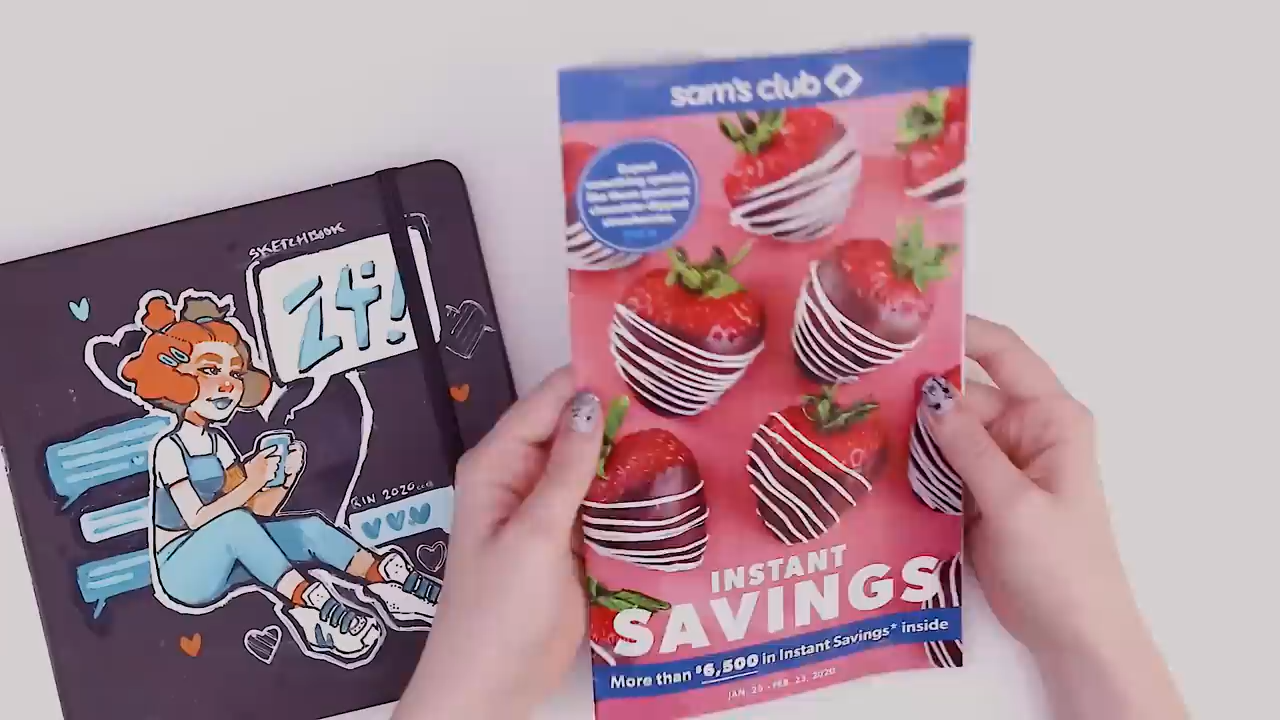 SKETCHBOOK
24!
RIN 2020
sam's club
INSTANT
SAVINGS
More than $6,500 in Instant Savings* inside
JAN. 29 - FEB. 23, 2020